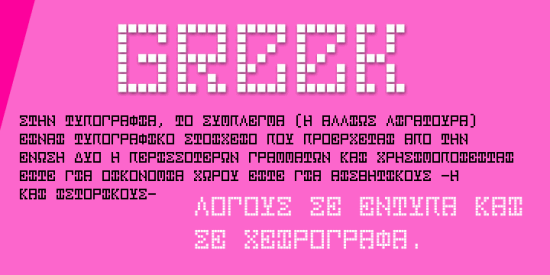 GREEK
ΣΤΗΝ ΤΥΠΟΓΡΑΦΙΑ, ΤΟ ΣΥΜΠΛΕΓΜΑ (Η ΑΛΛΙΩΣ ΛΙΓΑΤΟΥΡΑ)
ΕΙΝΑΙ ΤΥΠΟΓΡΑΦΙΚΟ ΣΤΟΙΧΕΙΟ ΠΟΥ ΠΡΟΕΡΧΕΤΑΙ ΑΠΟ ΤΗΝ
ΕΝΩΣΗ ΔΥΟ Η ΠΕΡΙΣΣΟΤΕΡΩΝ ΓΡΑΜΜΑΤΩΝ ΚΑΙ ΧΡΗΣΙΜΟΠΟΙΕΙΤΑΙ
ΕΙΤΕ ΓΙΑ ΟΙΚΟΝΟΜΙΑ ΧΩΡΟΥ ΕΙΤΕ ΓΙΑ ΑΙΣΘΗΤΙΚΟΥΣ -Η
ΚΑΙ ΙΣΤΟΡΙΚΟΥΣ-
ΛΟΓΟΥΣ ΣΕ ΕΝΤΥΠΑ ΚΑΙ
ΣΕ ΧΕΙΡΟΓΡΑΦΑ.